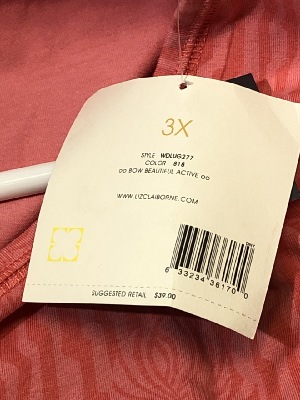 3X
STYLE WDLUG277
COLOR 818
DD BOW BEAUTIFUL ACTIVE OO
WWW.LIZCLAIBORNE.COM
6 33234 36170 0
SUGGESTED RETAIL $39.00